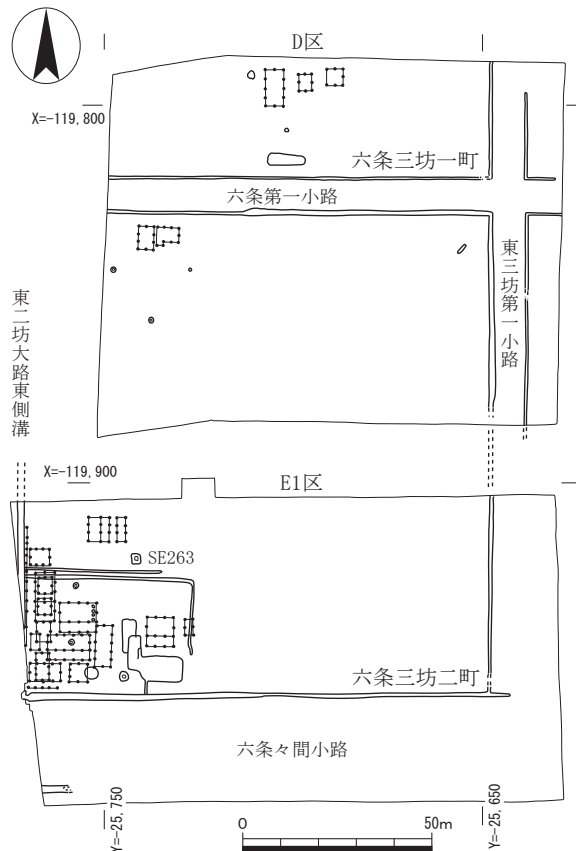 D区
X=-119,800
六条三坊一町
六条第一小路
東三坊第一小路
東二坊大路東側溝
X=-119,900
E1区
SE263
六条三坊二町
六条々間小路
Y=-25,750
0
50m
Y=-25,650